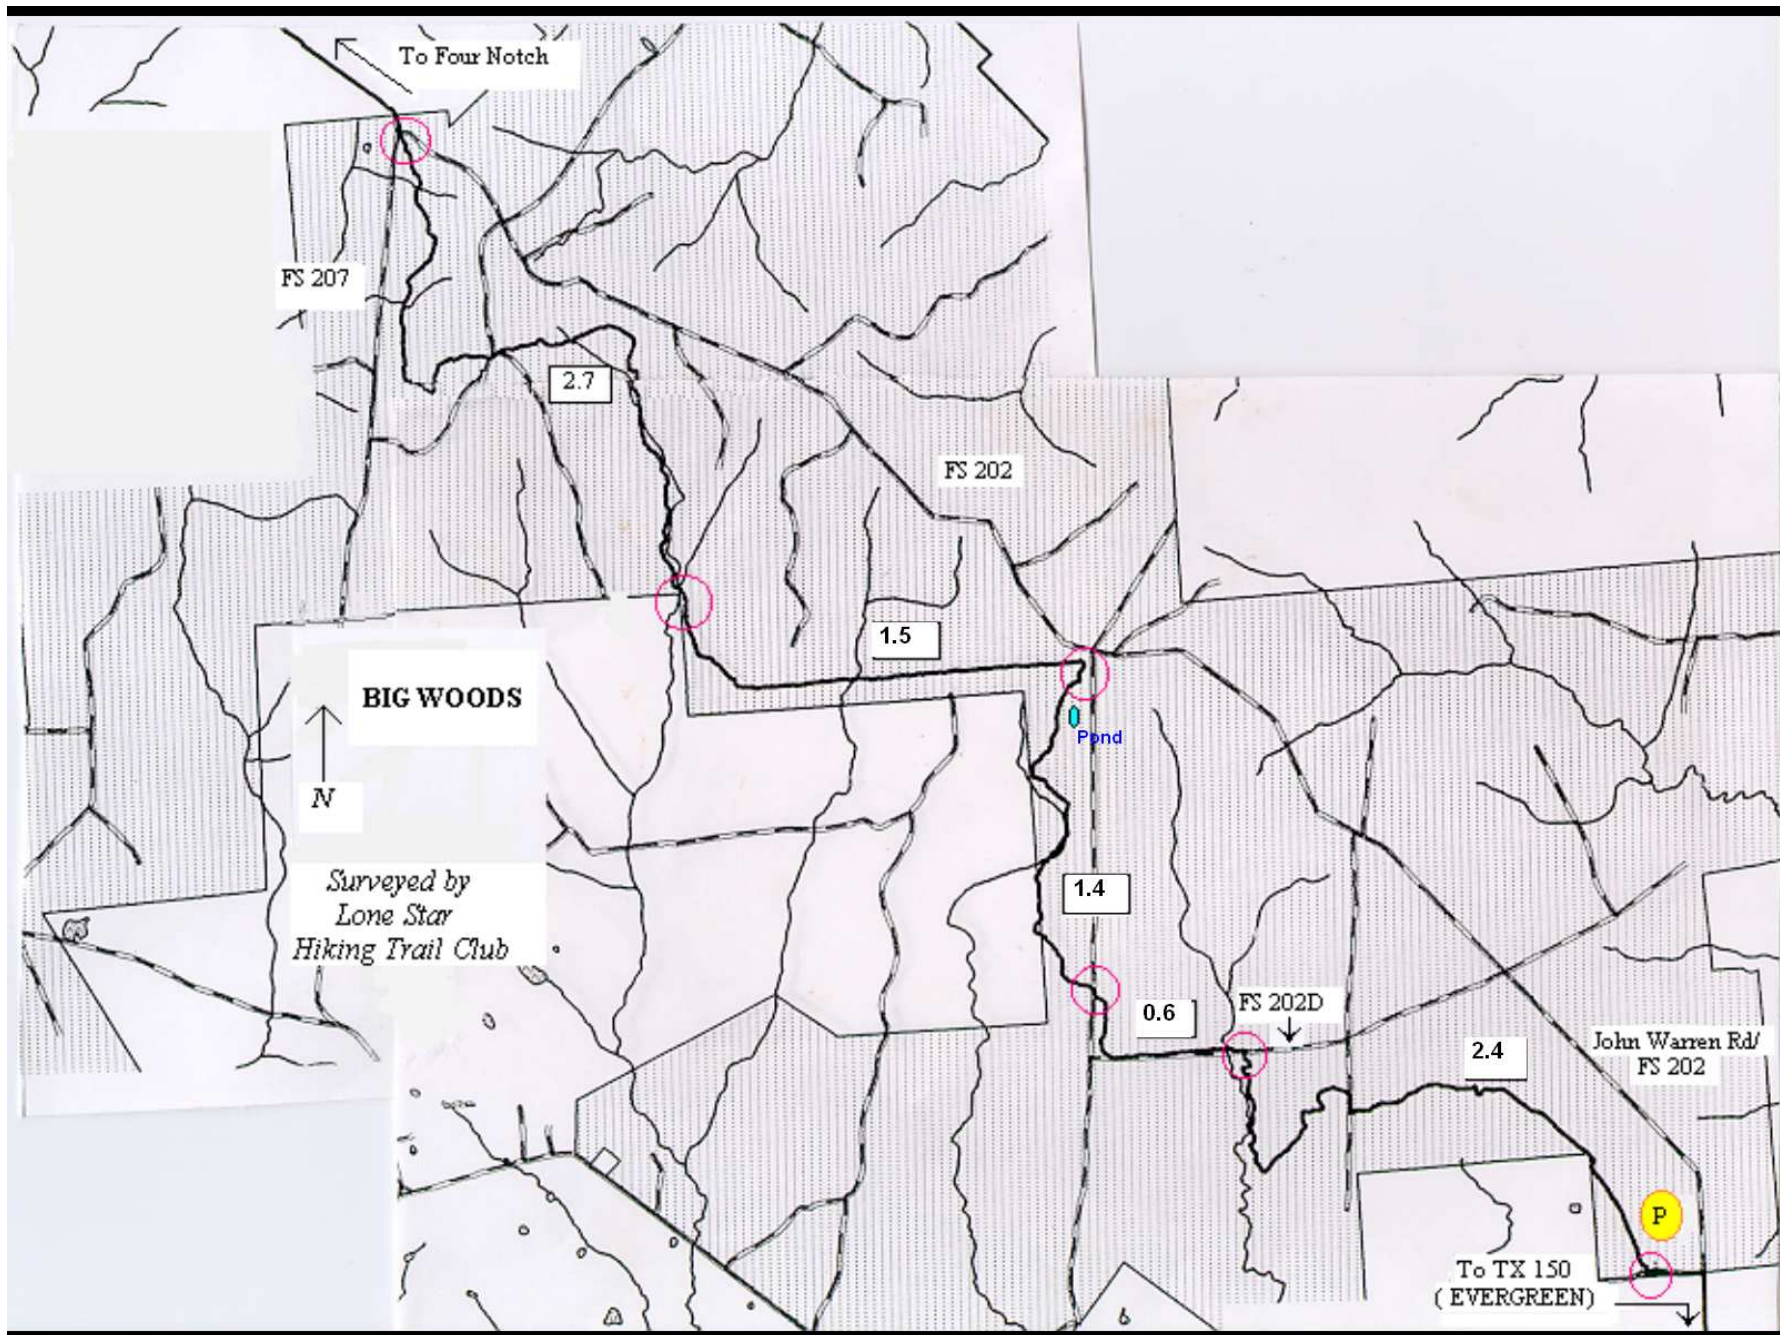 To Four Notch
FS 207
2.7
FS 202
1.5
BIG WOODS
N
Pond
Surveyed by
Lone Star
Hiking Trail Club
1.4
0.6
FS 202D
2.4
John Warren Rd/
FS 202
P
To TX 150
( EVERGREEN)